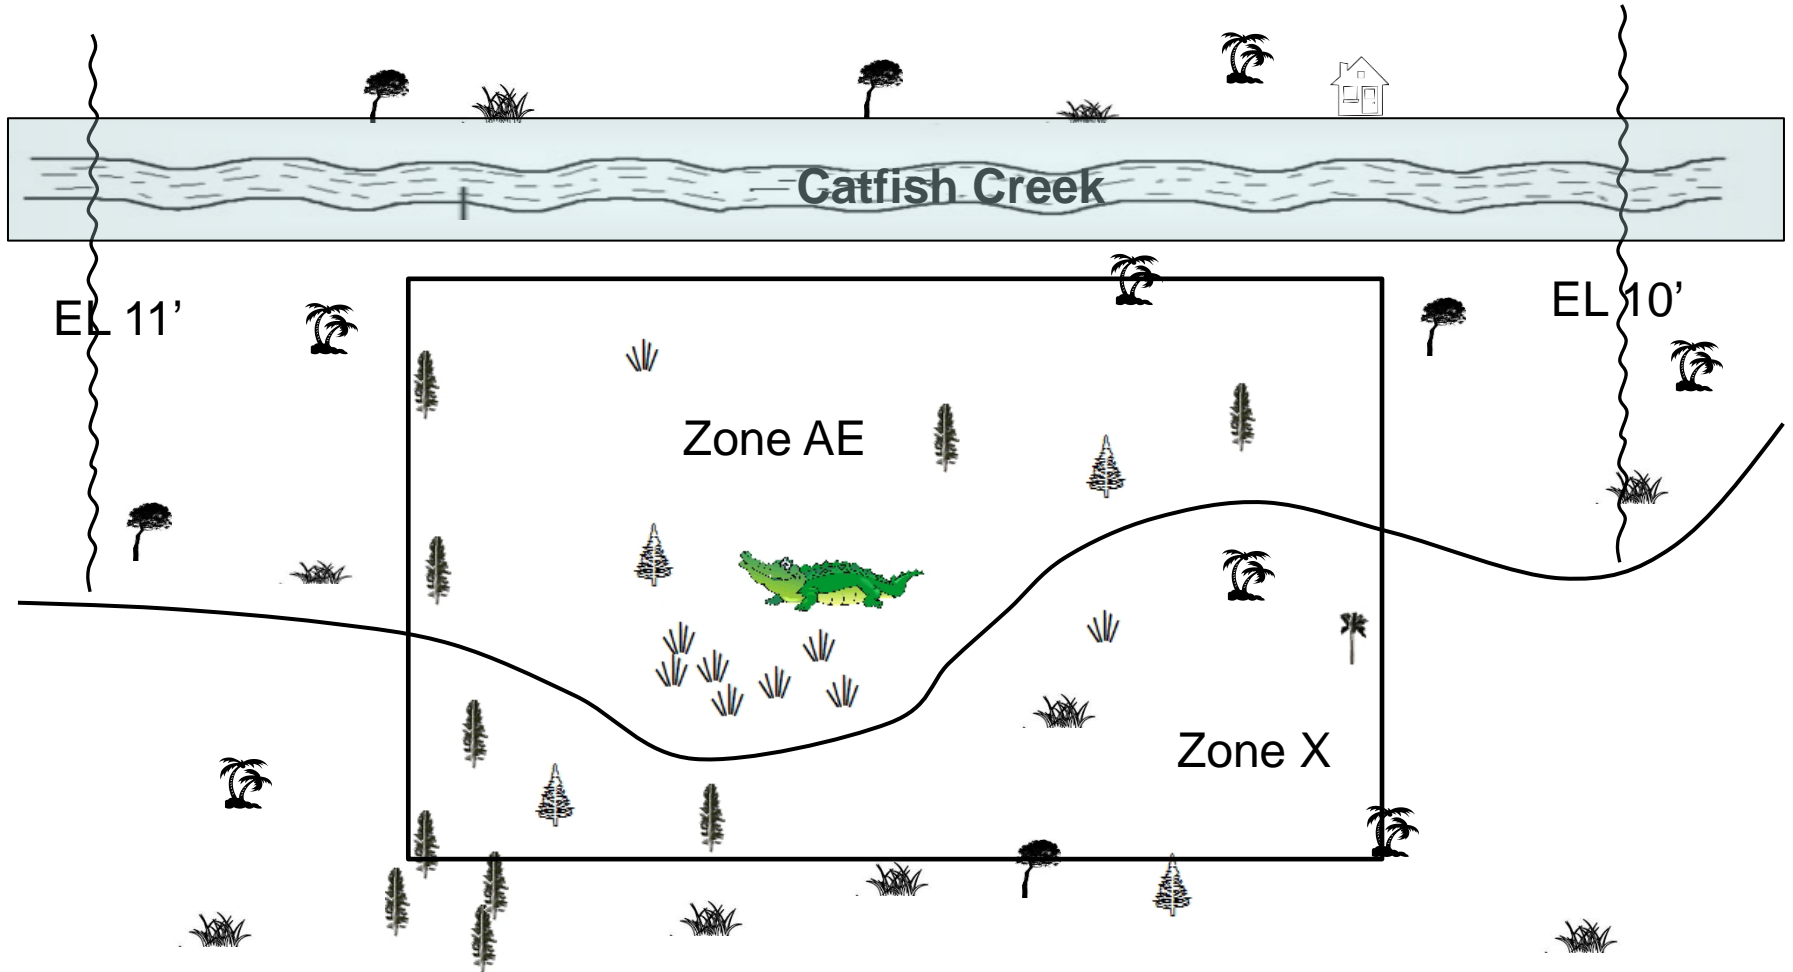 Catfish Creek
EL 11’
EL 10’
Zone AE
Zone X